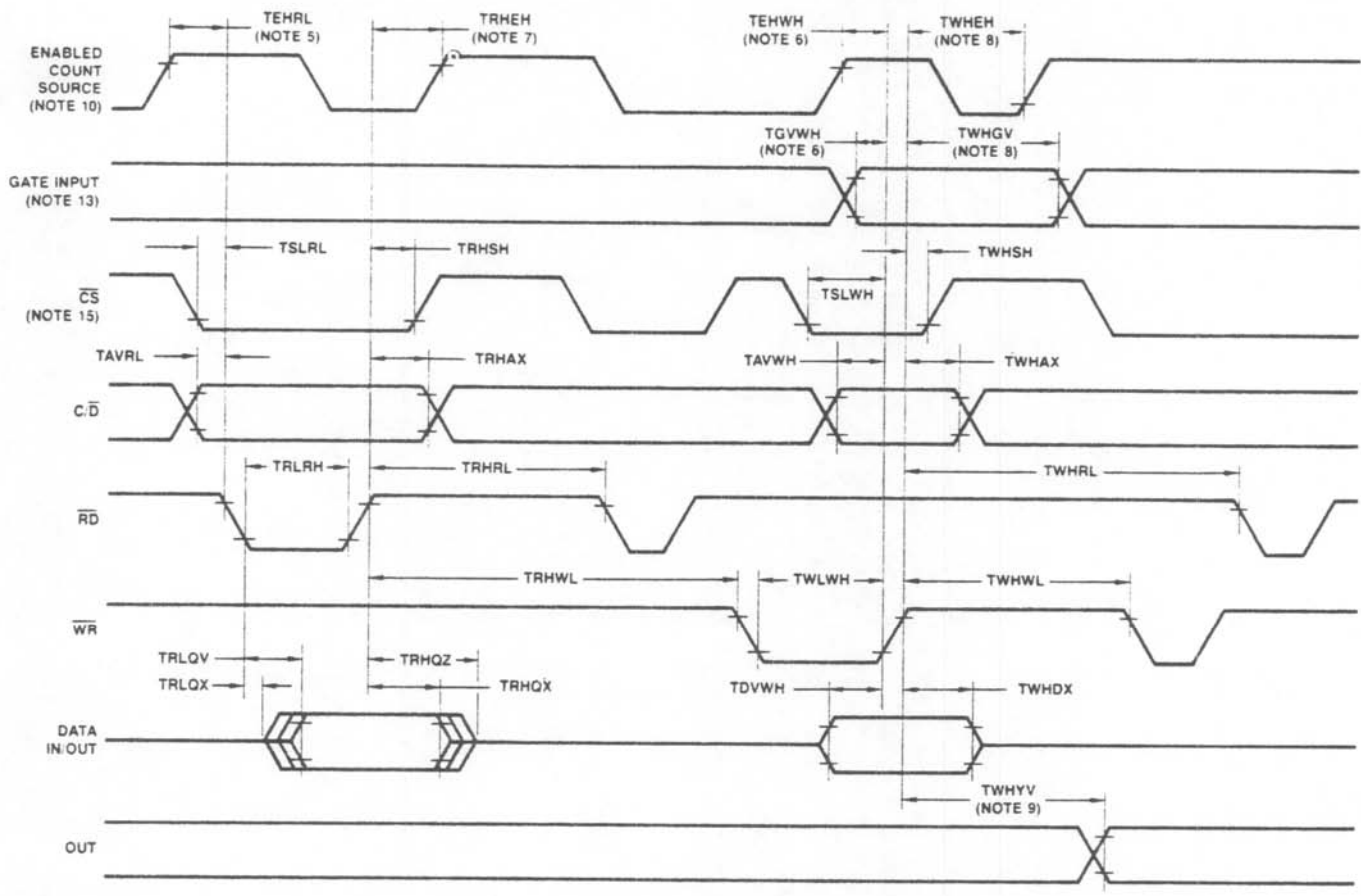 TEHRL
(NOTE 5)
TRHEH
(NOTE 7)
TEHWH
(NOTE 6)
TWHEH
(NOTE 8)
ENABLED
COUNT
SOURCE
(NOTE 10)
TGVWH
(NOTE 6)
TWHGV
(NOTE 8)
GATE INPUT
(NOTE 13)
TSLRL
TRHSH
TWHSH
TSLWH
CS
(NOTE 15)
TAVRL
TRHAX
TAVWH
TWHAX
C/D
TRLRH
TRHRL
TWHRL
RD
TRHWL
TWLWH
TWHWL
WR
TRLQV
TRHQZ
TRLQX
TRHQX
TDVWH
TWHDX
DATA
IN/OUT
TWHYV
(NOTE 9)
OUT